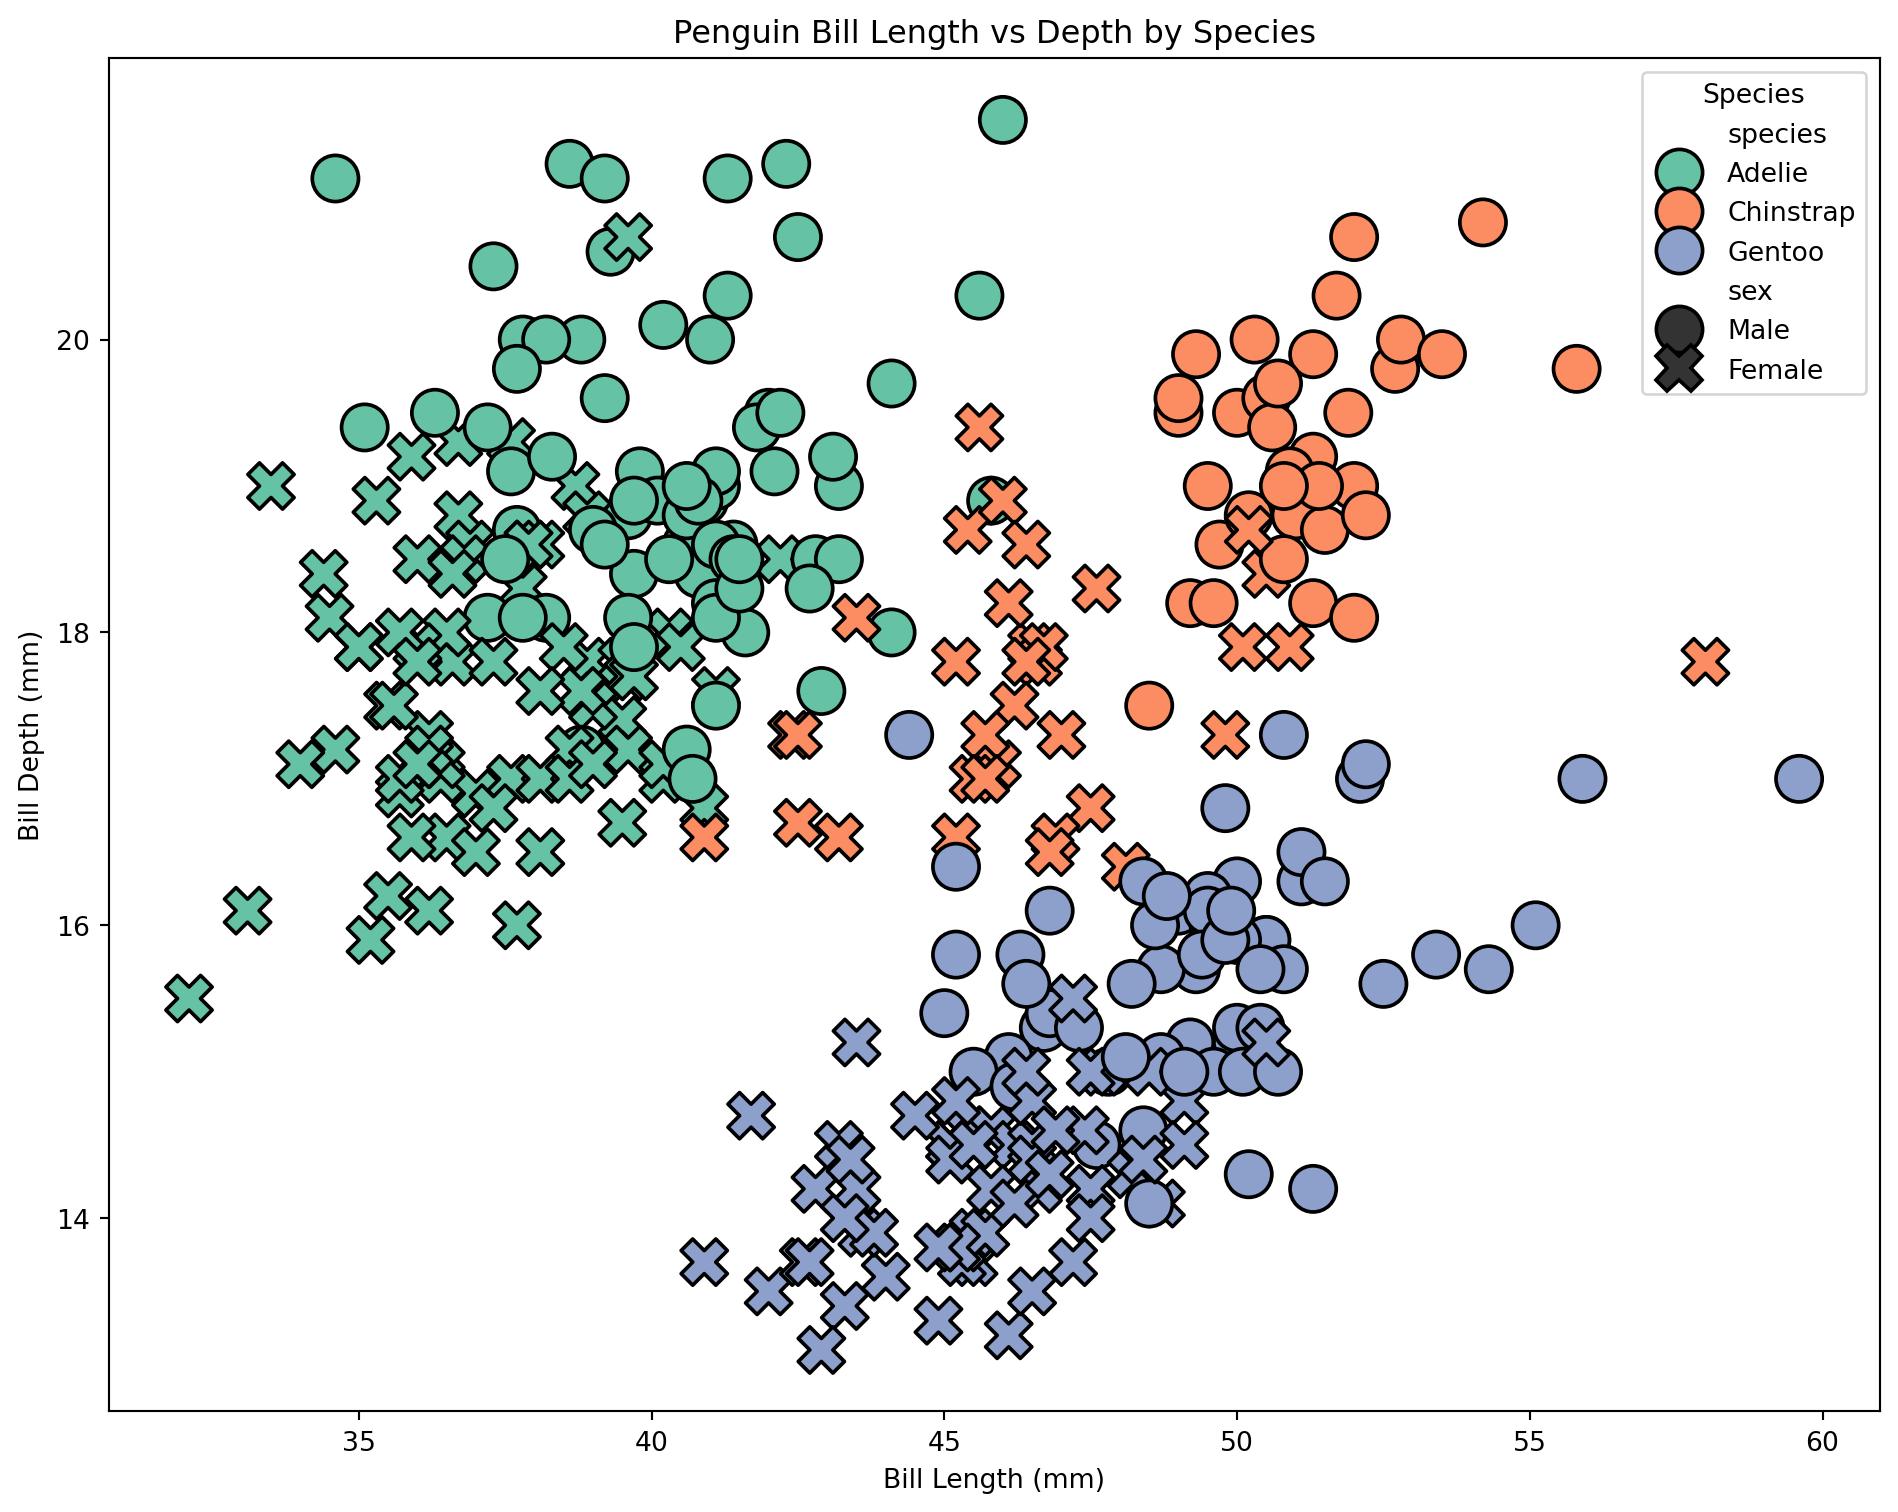 Penguin Bill Length vs Depth by Species
Species
species
Adelie
Chinstrap
Gentoo
sex
Male
Female
Bill Depth (mm)
20
18
16
14
35 40 45 50 55 60
Bill Length (mm)